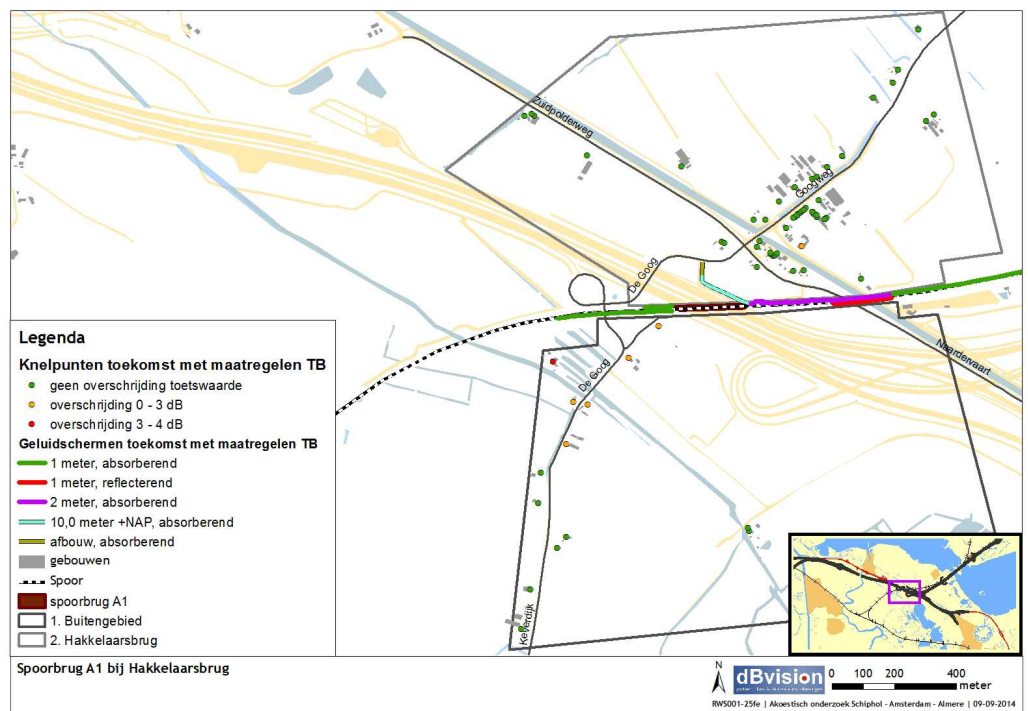 Zuidpolderweg
Googweg
De Goog
Naardervaart
De Goog
Keverdijk
Legenda
Knelpunten toekomst met maatregelen TB
geen overschrijding toetswaarde
overschrijding 0 - 3 dB
overschrijding 3 - 4 dB
Geluidschermen toekomst met maatregelen TB
1 meter, absorberend
1 meter, reflecterend
2 meter, absorberend
10,0 meter +NAP, absorberend
afbouw, absorberend
gebouwen
Spoor
spoorbrug A1
1. Buitengebied
2. Hakkelaarsbrug
Spoorbrug A1 bij Hakkelaarsbrug
N
dBvision
0 100 200 400
meter
RWS001-25fe | Akoestisch onderzoek Schiphol - Amsterdam - Almere | 09-09-2014